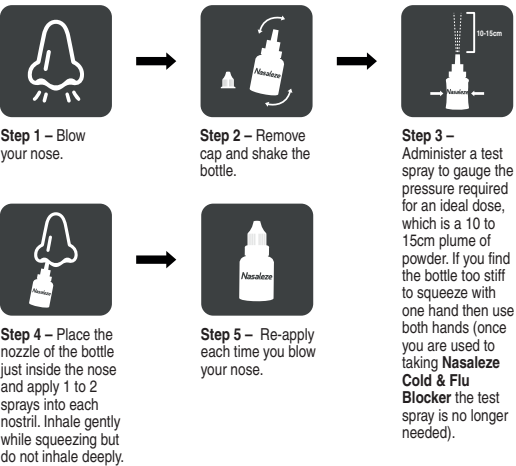 Nasaleze
10-15cm
Nasaleze
Step 1 – Blow
your nose.
Step 2 – Remove
cap and shake the
bottle.
Step 3 –
Administer a test
spray to gauge the
pressure required
for an ideal dose,
which is a 10 to
15cm plume of
powder. If you find
the bottle too stiff
to squeeze with
one hand then use
both hands (once
you are used to
taking Nasaleze
Cold & Flu
Blocker the test
spray is no longer
needed).
Nasaleze
Nasaleze
Step 4 – Place the
nozzle of the bottle
just inside the nose
and apply 1 to 2
sprays into each
nostril. Inhale gently
while squeezing but
do not inhale deeply.
Step 5 – Re-apply
each time you blow
your nose.